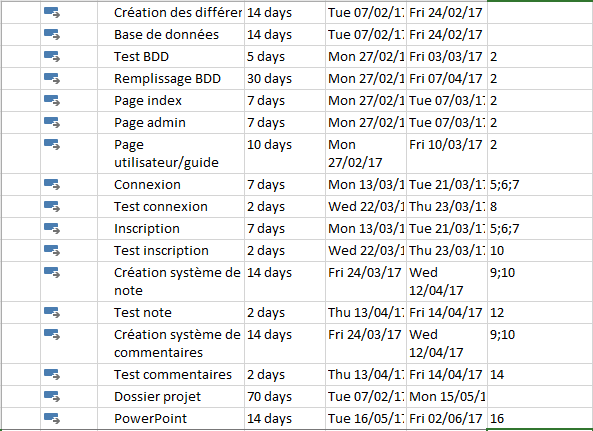 Création des différer 14 days Tue 07/02/17 Fri 24/02/17
Base de données 14 days Tue 07/02/17 Fri 24/02/17
Test BDD 5 days Mon 27/02/1 Fri 03/03/17 2
Remplissage BDD 30 days Mon 27/02/1 Fri 07/04/17 2
Page index 7 days Mon 27/02/1 Tue 07/03/17 2
Page admin 7 days Mon 27/02/1 Tue 07/03/17 2
Page 10 days Mon Fri 10/03/17 2
utilisateur/guide 27/02/17
Connexion 7 days Mon 13/03/1 Tue 21/03/17 5;6;7
Test connexion 2 days Wed 22/03/1 Thu 23/03/17 8
Inscription 7 days Mon 13/03/1 Tue 21/03/17 5;6;7
Test inscription 2 days Wed 22/03/1 Thu 23/03/17 10
Création système de 14 days Fri 24/03/17 Wed 9;10
note 12/04/17
Test note 2 days Thu 13/04/1 Fri 14/04/17 12
Création système de 14 days Fri 24/03/17 Wed 9;10
commentaires 12/04/17
Test commentaires 2 days Thu 13/04/1 Fri 14/04/17 14
Dossier projet 70 days Tue 07/02/17 Mon 15/05/1
PowerPoint 14 days Tue 16/05/17 Fri 02/06/17 16